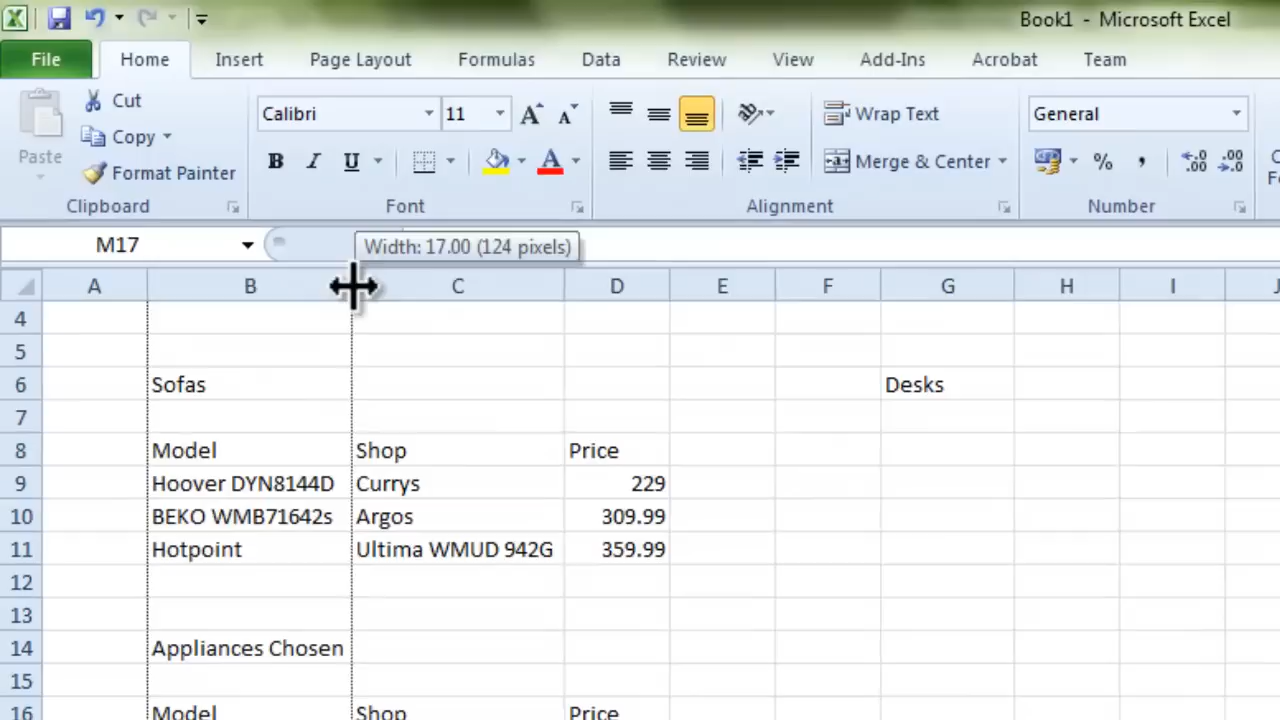 Book1 - Microsoft Excel
File Home Insert Page Layout Formulas Data Review View Add-Ins Acrobat Team
Cut
Copy
Paste
Format Painter
Clipboard
Calibri 11
B I U A
Font
Wrap Text
Merge & Center
Alignment
General
% , .00 .00
Number
M17
Width: 17.00 (124 pixels)
A B C D E F G H I J
4
5
6 Sofas Desks
7
8 Model Shop Price
9 Hoover DYN8144D Currys 229
10 BEKO WMB71642s Argos 309.99
11 Hotpoint Ultima WMUD 942G 359.99
12
13
14 Appliances Chosen
15
16 Model Shop Price